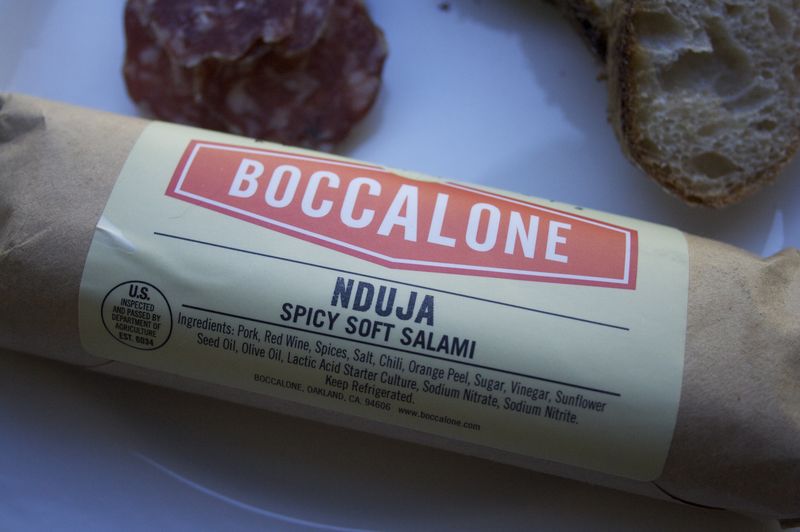 BOCCALONE
NDUJA
SPICY SOFT SALAMI
U.S.
INSPECTED
AND PASSED BY
DEPARTMENT OF
AGRICULTURE
EST. 6034
Ingredients: Pork, Red Wine, Spices, Salt, Chili, Orange Peel, Sugar, Vinegar, Sunflower
Seed Oil, Olive Oil, Lactic Acid Starter Culture, Sodium Nitrate, Sodium Nitrite.
Keep Refrigerated.
BOCCALONE, OAKLAND, CA. 94606 www.boccalone.com